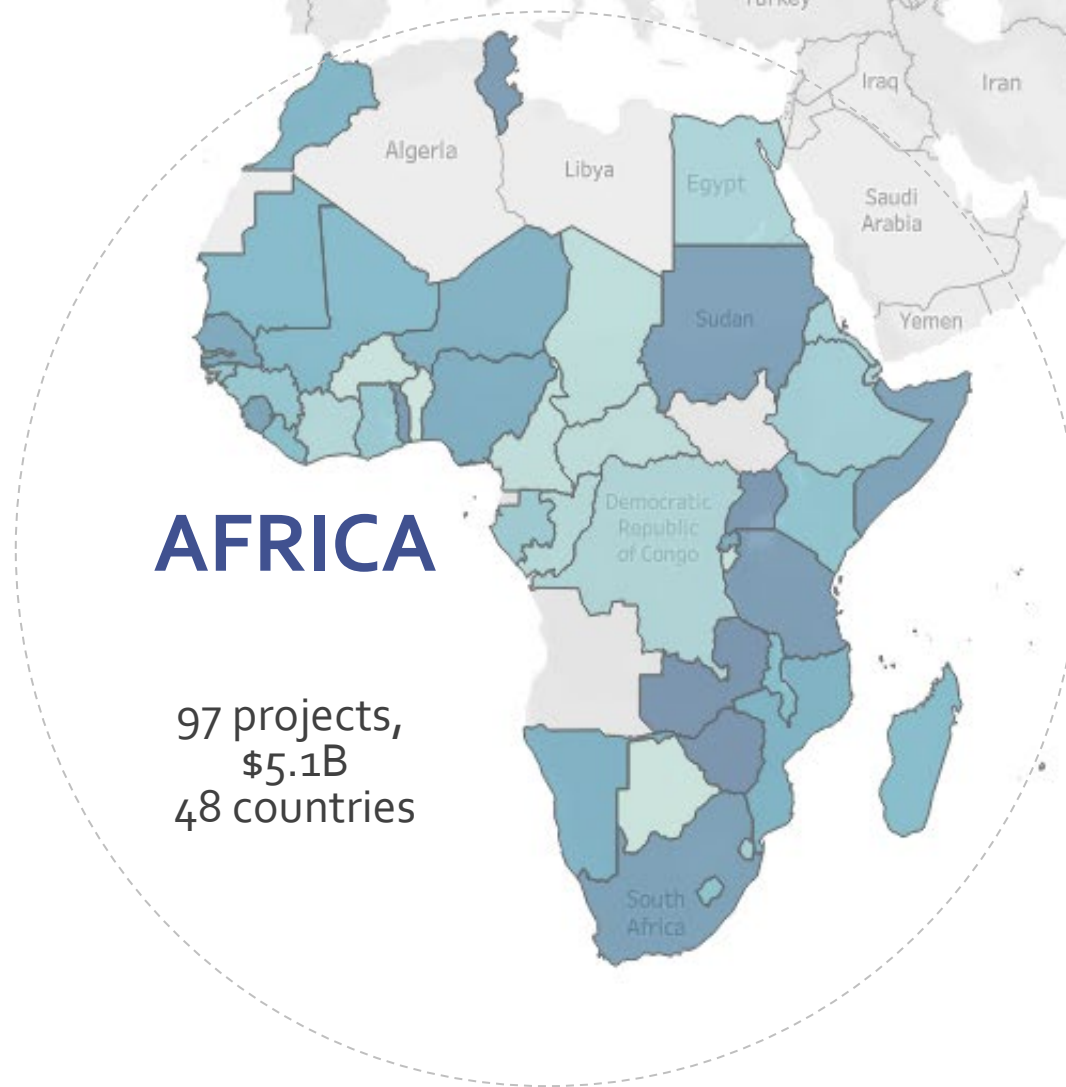 Turkey
Iraq
Iran
Algeria
Libya
Egypt
Saudi
Arabia
Sudan
Yemen
Democratic
Republic
of Congo
AFRICA
97 projects,
$5.1B
48 countries
South
Africa